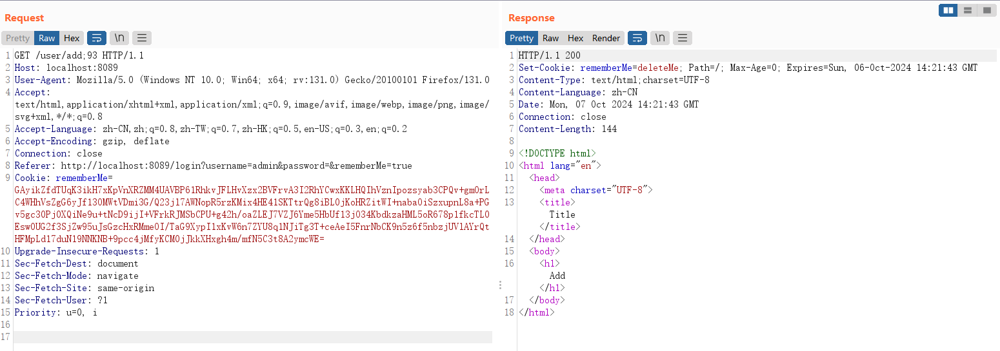 Request
Pretty Raw Hex \n
1 GET /user/add;93 HTTP/1.1
2 Host: localhost:8089
3 User-Agent: Mozilla/5.0 (Windows NT 10.0; Win64; x64; rv:131.0) Gecko/20100101 Firefox/131.0
4 Accept:
text/html,application/xhtml+xml,application/xml;q=0.9,image/avif,image/webp,image/png,image/
svg+xml,*/*;q=0.8
5 Accept-Language: zh-CN,zh;q=0.8,zh-TW;q=0.7,zh-HK;q=0.5,en-US;q=0.3,en;q=0.2
6 Accept-Encoding: gzip, deflate
7 Connection: close
8 Referer: http://localhost:8089/login?username=admin&password=&rememberMe=true
9 Cookie: rememberMe=
GAyikZfdTUqK3ikH7xKpVnXRZMM4UAVBP61RhkvJFLHvXzx2BVFrvA3I2RhYCwxKKLHQIhVznIpozsyab3CPQv+gm0rL
C4WHhVsZgG6yJf130MWtVDmi3G/Q23jl7AWNopR5rzKMix4HE41SKTtrQg8iBL0jKoHRZitWI+naba0iSzxupnL8a+PG
v5gc30Pj0XQiNe9u+tNcD9ijI+VFrkRJMSbCPU+g42h/oaZLEJ7VZJ6Yme5HbUf13j034KbdkzaHML5oR678p1fkcTL0
Esw0UG2f3SjZw95uJsGzcHxRMme0I/TaG9XypI1xKvW6n7ZYU8q1NJiTg3T+ceAeI5FnrNbCK9n5z6f5nbzjUVlAYrQt
HFMpLd17duN19NNKNB+9pcc4jMfyKCM0jJkkXHxgh4m/mfN5C3t8A2ymcWE=
10 Upgrade-Insecure-Requests: 1
11 Sec-Fetch-Dest: document
12 Sec-Fetch-Mode: navigate
13 Sec-Fetch-Site: same-origin
14 Sec-Fetch-User: ?1
15 Priority: u=0, i
16
17
Response
Pretty Raw Hex Render \n
1 HTTP/1.1 200
2 Set-Cookie: rememberMe=deleteMe; Path=/; Max-Age=0; Expires=Sun, 06-Oct-2024 14:21:43 GMT
3 Content-Type: text/html;charset=UTF-8
4 Content-Language: zh-CN
5 Date: Mon, 07 Oct 2024 14:21:43 GMT
6 Connection: close
7 Content-Length: 144
8
9 <!DOCTYPE html>
10 <html lang="en">
11 <head>
12 <meta charset="UTF-8">
13 <title>
Title
</title>
14 </head>
15 <body>
16 <h1>
Add
</h1>
17 </body>
18 </html>